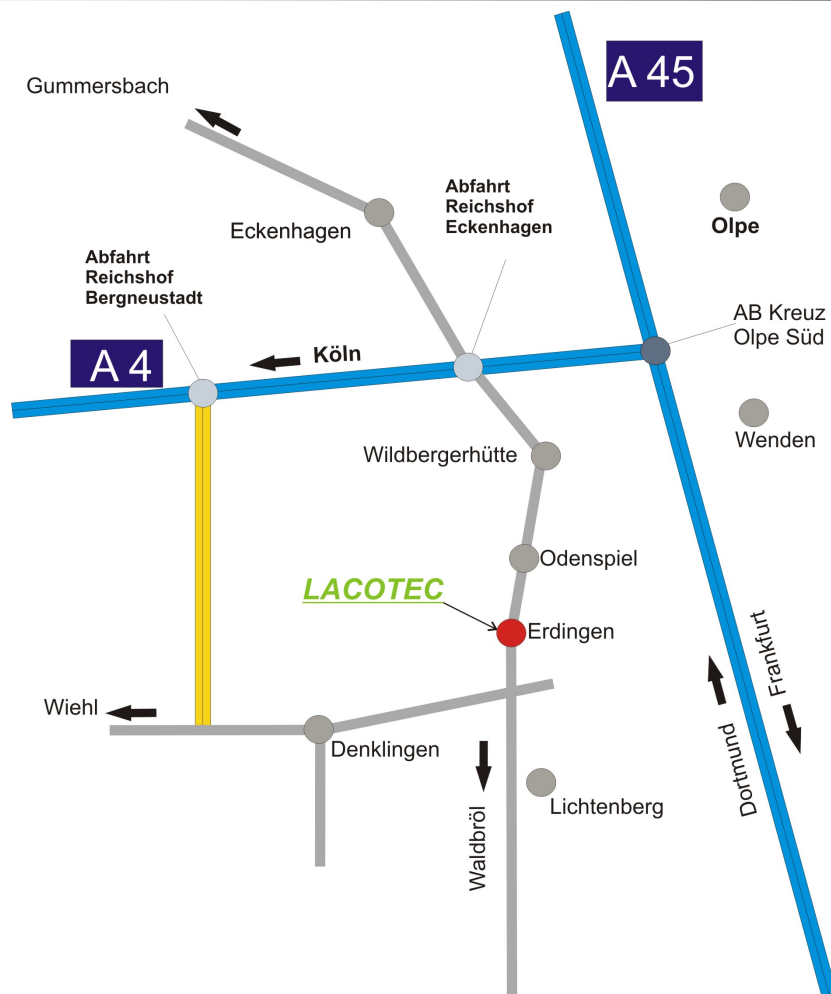 A 45
Gummersbach
Abfahrt
Reichshof
Eckenhagen
Olpe
Eckenhagen
Abfahrt
Reichshof
Bergneustadt
AB Kreuz
Olpe Süd
A 4
Köln
Wenden
Wildbergerhütte
Odenspiel
LACOTEC
Erdingen
Frankfurt
Wiehl
Denklingen
Dortmund
Waldbröl
Lichtenberg